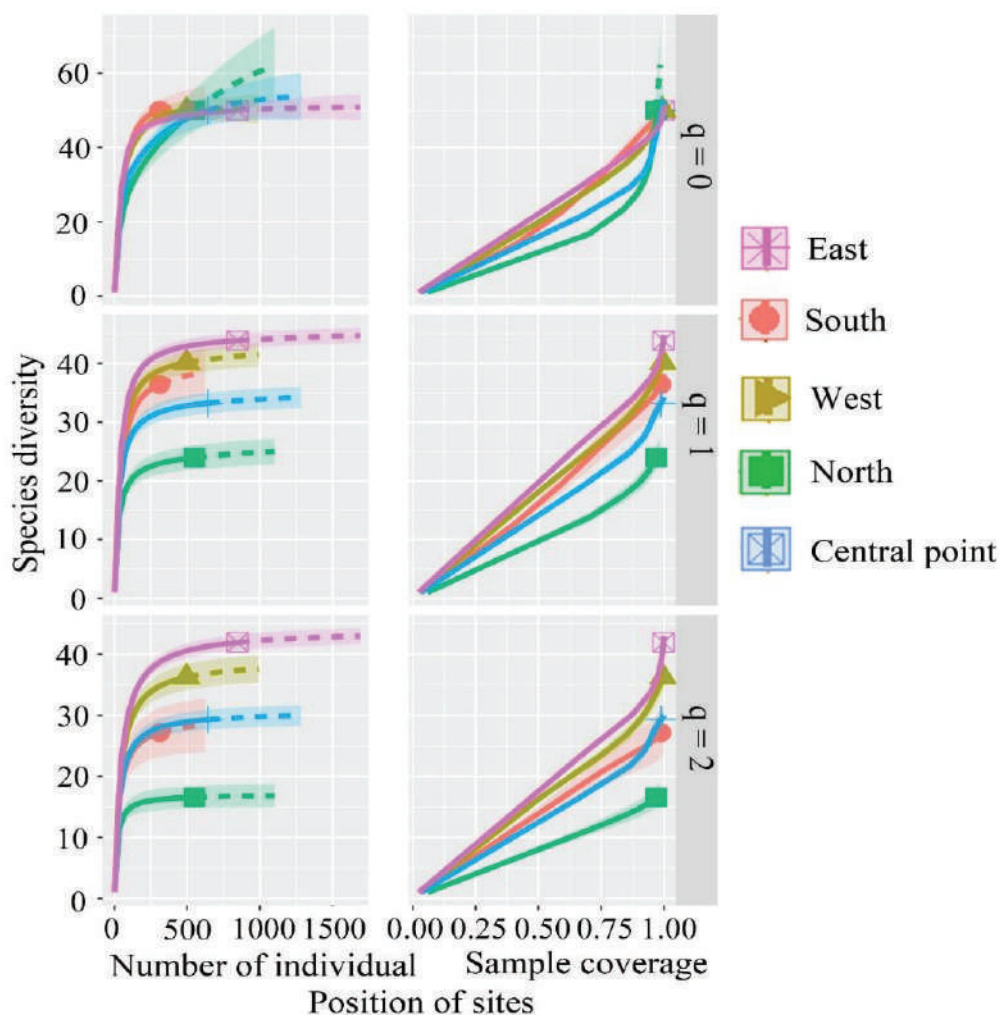 60
40
20
0
q = 0
40
30
20
10
0
q = 1
40
30
20
10
0
q = 2
Species diversity
0 500 1000 1500
0.00 0.25 0.50 0.75 1.00
Number of individual
Sample coverage
Position of sites
East
South
West
North
Central point